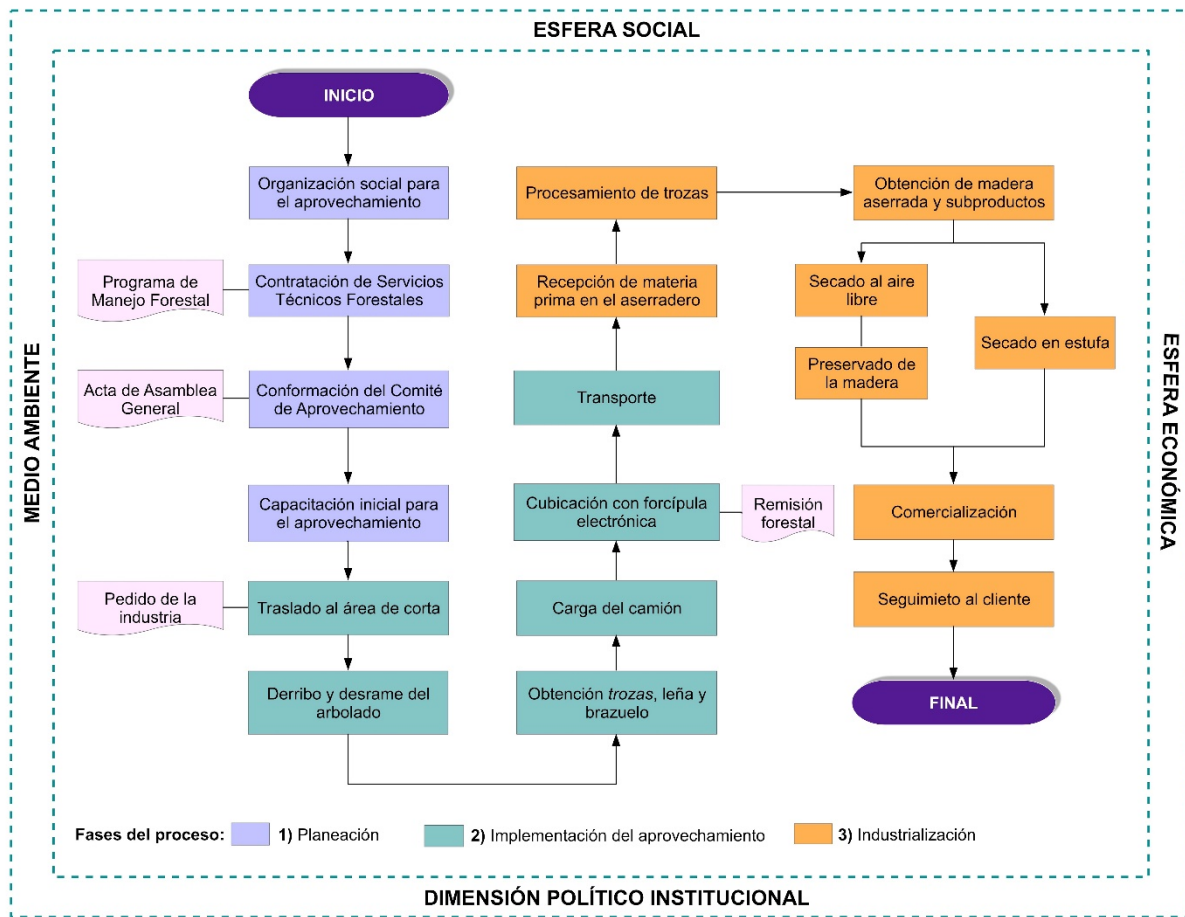 ESFERA SOCIAL
MEDIO AMBIENTE
ESFERA ECONÓMICA
INICIO
Organización social para
el aprovechamiento
Programa de
Manejo Forestal
Contratación de Servicios
Técnicos Forestales
Acta de Asamblea
General
Conformación del Comité
de Aprovechamiento
Capacitación inicial para
el aprovechamiento
Pedido de la
industria
Traslado al área de corta
Derribo y desrame del
arbolado
Obtención trozas, leña y
brazuelo
Carga del camión
Cubicación con forcípula
electrónica
Remisión
forestal
Transporte
Recepción de materia
prima en el aserradero
Procesamiento de trozas
Obtención de madera
aserrada y subproductos
Secado al aire
libre
Preservado de
la madera
Secado en estufa
Comercialización
Seguimieto al cliente
FINAL
Fases del proceso: 1) Planeación 2) Implementación del aprovechamiento 3) Industrialización
DIMENSIÓN POLÍTICO INSTITUCIONAL